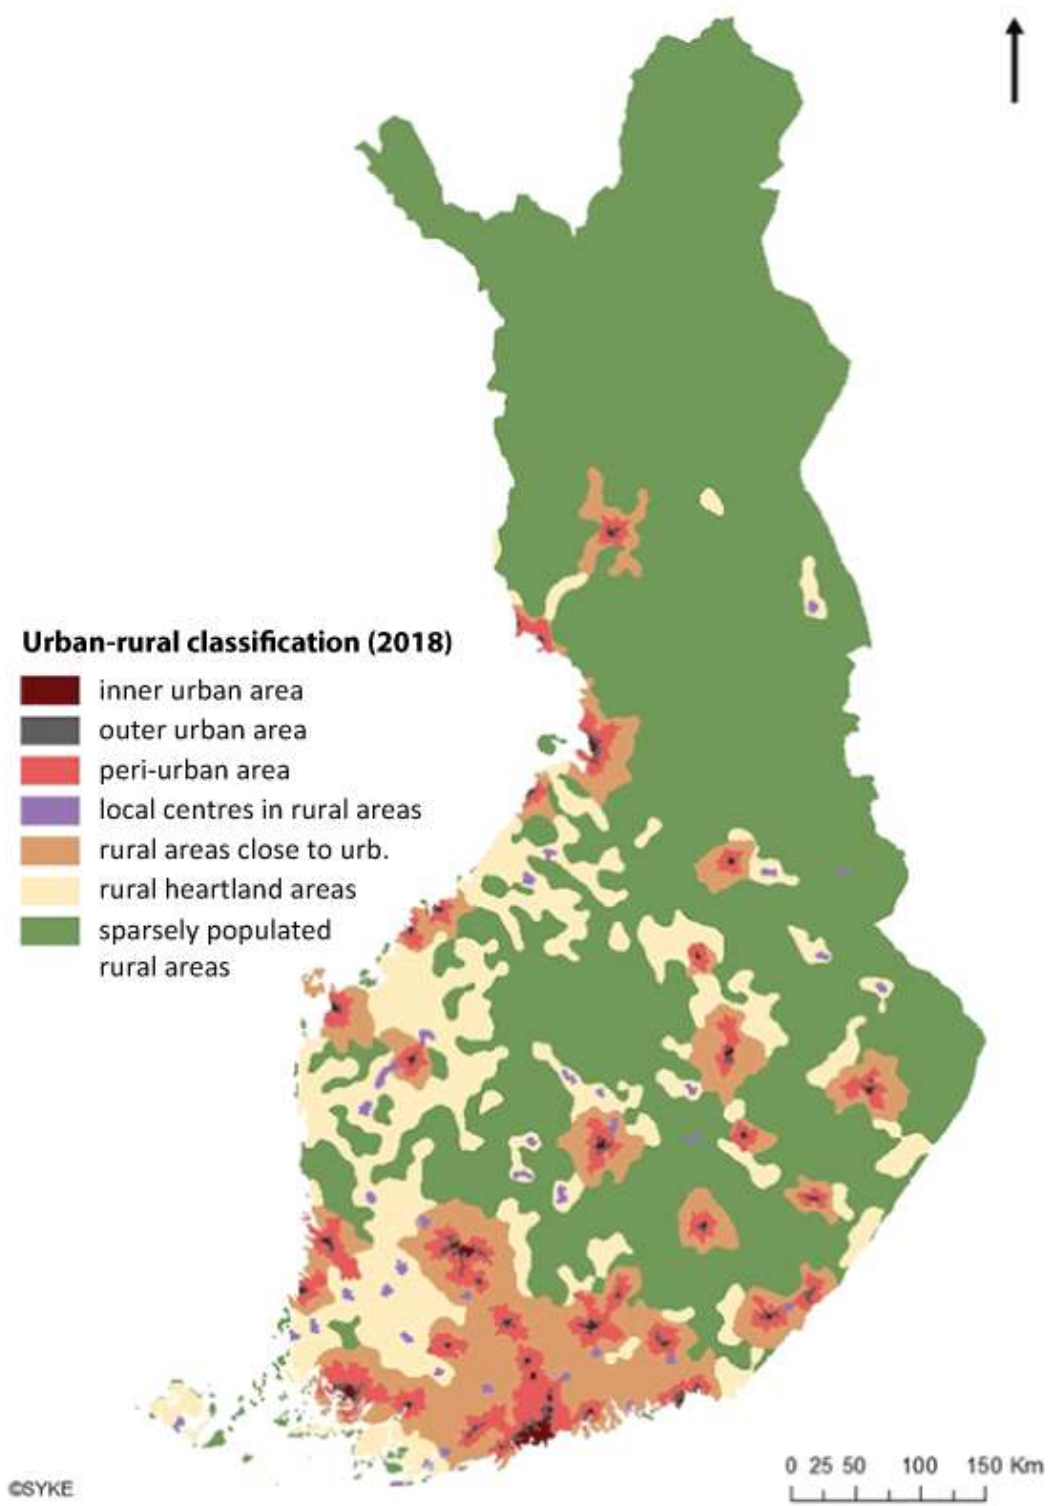 Urban-rural classification (2018)
inner urban area
outer urban area
peri-urban area
local centres in rural areas
rural areas close to urb.
rural heartland areas
sparsely populated
rural areas
0 25 50 100 150 Km
©SYKE